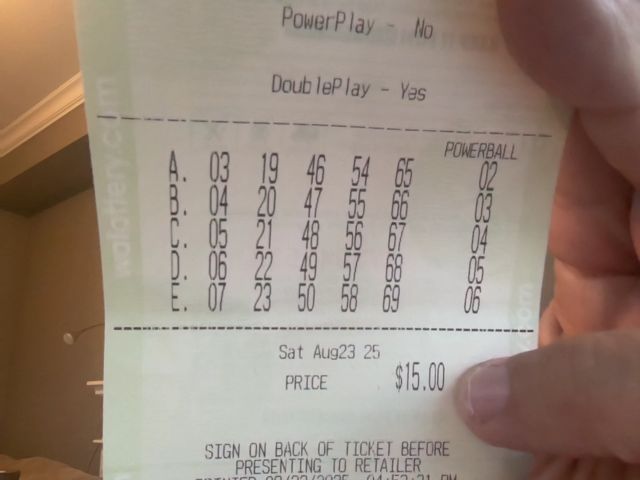 PowerPlay - No
DoublePlay - Yes
POWERBALL
A. 03 19 46 54 65 02
B. 04 20 47 55 66 03
C. 05 21 48 56 67 04
D. 06 22 49 57 68 05
E. 07 23 50 58 69 06
Sat Aug23 25
PRICE $15.00
SIGN ON BACK OF TICKET BEFORE
PRESENTING TO RETAILER
walottery.com